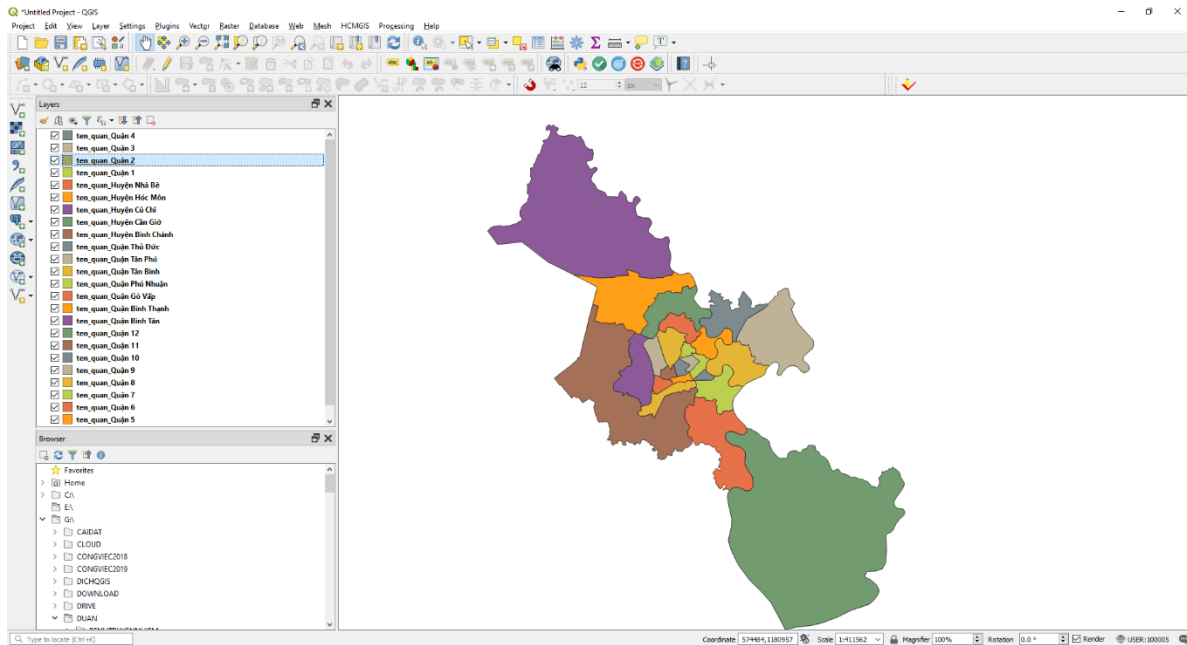 *Untitled Project - QGIS
Project Edit View Layer Settings Plugins Vector Raster Database Web Mesh HCMGIS Processing Help
12 px
Layers
ten_quan_Quận 4
ten_quan_Quận 3
ten_quan_Quận 2
ten_quan_Quận 1
ten_quan_Huyện Nhà Bè
ten_quan_Huyện Hóc Môn
ten_quan_Huyện Củ Chi
ten_quan_Huyện Cần Giờ
ten_quan_Huyện Bình Chánh
ten_quan_Quận Thủ Đức
ten_quan_Quận Tân Phú
ten_quan_Quận Tân Bình
ten_quan_Quận Phú Nhuận
ten_quan_Quận Gò Vấp
ten_quan_Quận Bình Thạnh
ten_quan_Quận Bình Tân
ten_quan_Quận 12
ten_quan_Quận 11
ten_quan_Quận 10
ten_quan_Quận 9
ten_quan_Quận 8
ten_quan_Quận 7
ten_quan_Quận 6
ten_quan_Quận 5
Browser
Favorites
Home
C:\
E:\
G:\
CAIDAT
CLOUD
CONGVIEC2018
CONGVIEC2019
DICHQGIS
DOWNLOAD
DRIVE
DUAN
Type to locate (Ctrl+K) Coordinate 574484,1180957 Scale 1:411562 Magnifier 100% Rotation 0.0 ° Render USER:100005